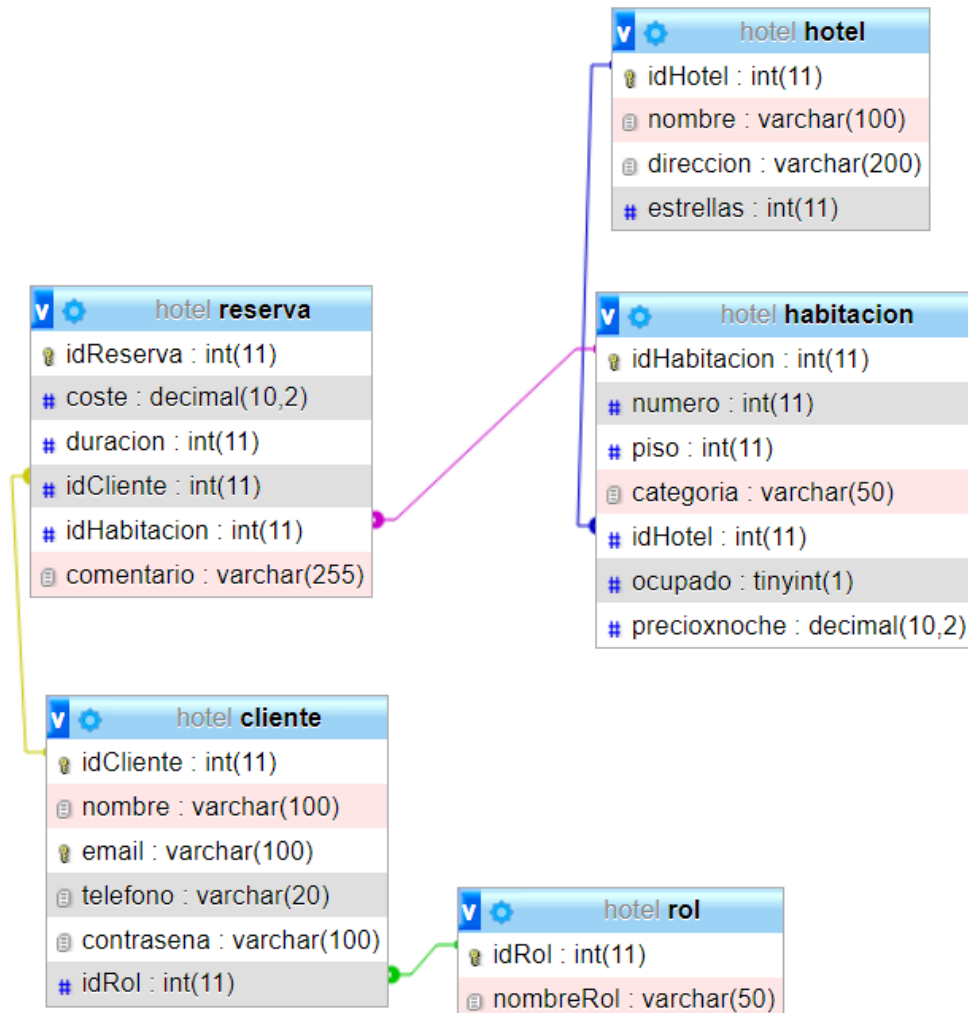 hotel hotel
idHotel : int(11)
nombre : varchar(100)
direccion : varchar(200)
estrellas : int(11)
hotel reserva
idReserva : int(11)
coste : decimal(10,2)
duracion : int(11)
idCliente : int(11)
idHabitacion : int(11)
comentario : varchar(255)
hotel habitacion
idHabitacion : int(11)
numero : int(11)
piso : int(11)
categoria : varchar(50)
idHotel : int(11)
ocupado : tinyint(1)
precioxnoche : decimal(10,2)
hotel cliente
idCliente : int(11)
nombre : varchar(100)
email : varchar(100)
telefono : varchar(20)
contrasena : varchar(100)
idRol : int(11)
hotel rol
idRol : int(11)
nombreRol : varchar(50)